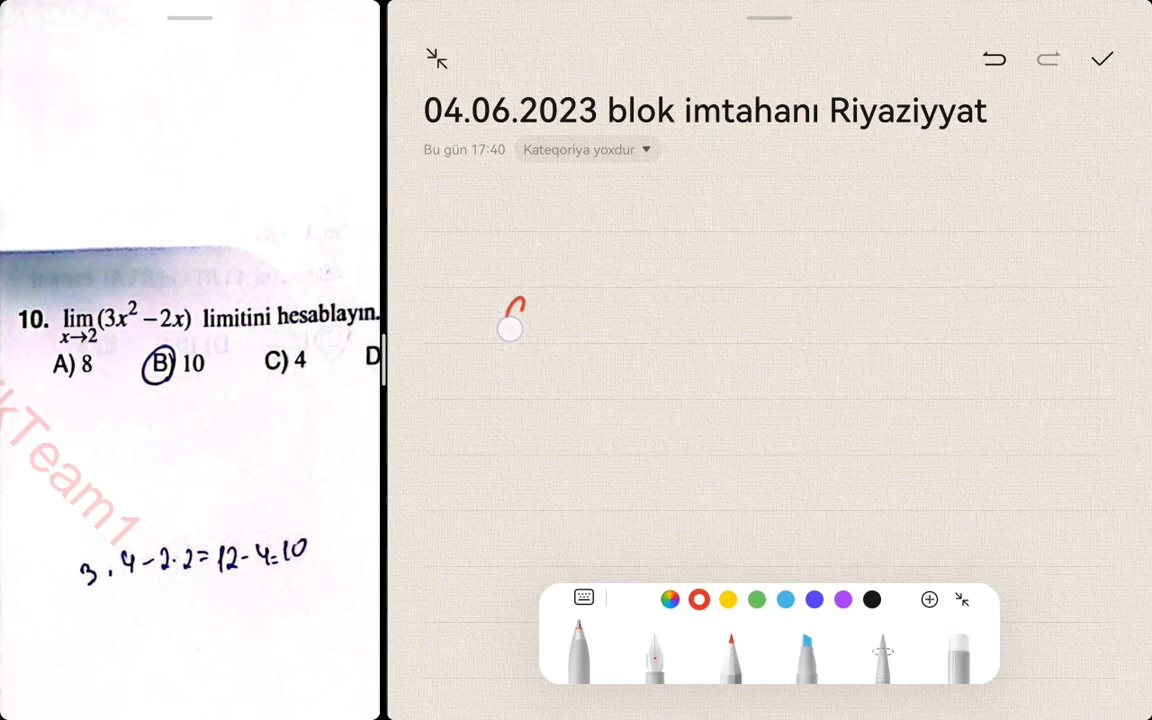 10. lim (3x² – 2x) limitini hesablayın.
x→2
A) 8 B) 10 C) 4 D
kTeam1
3 . 4 – 2 · 2 = 12 - 4 = 10
04.06.2023 blok imtahanı Riyaziyyat
Bu gün 17:40 Kateqoriya yoxdur